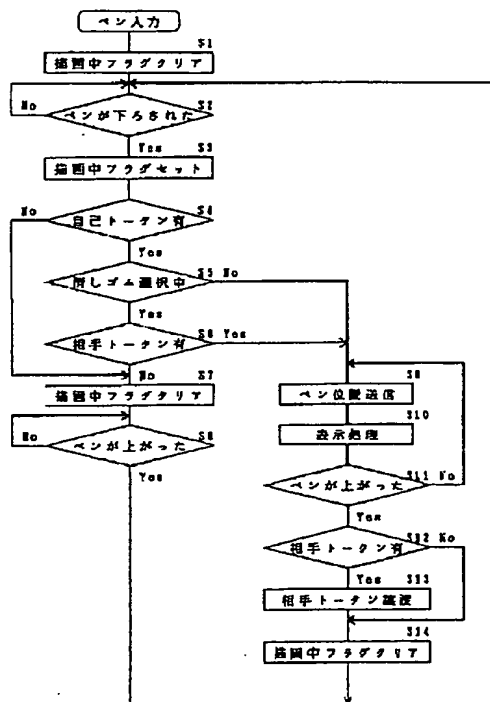 ペン入力
S1
描画中フラグクリア
S2
No
ペンが下ろされた
Yes
S3
描画中フラグセット
No
S4
自己トークン有
Yes
S5 No
消しゴム選択中
Yes
S6 Yes
相手トークン有
No
S7
描画中フラグクリア
No
S8
ペンが上がった
Yes
S9
ペン位置送信
S10
表示処理
S11 No
ペンが上がった
Yes
S12 No
相手トークン有
Yes
S13
相手トークン譲渡
S14
描画中フラグクリア